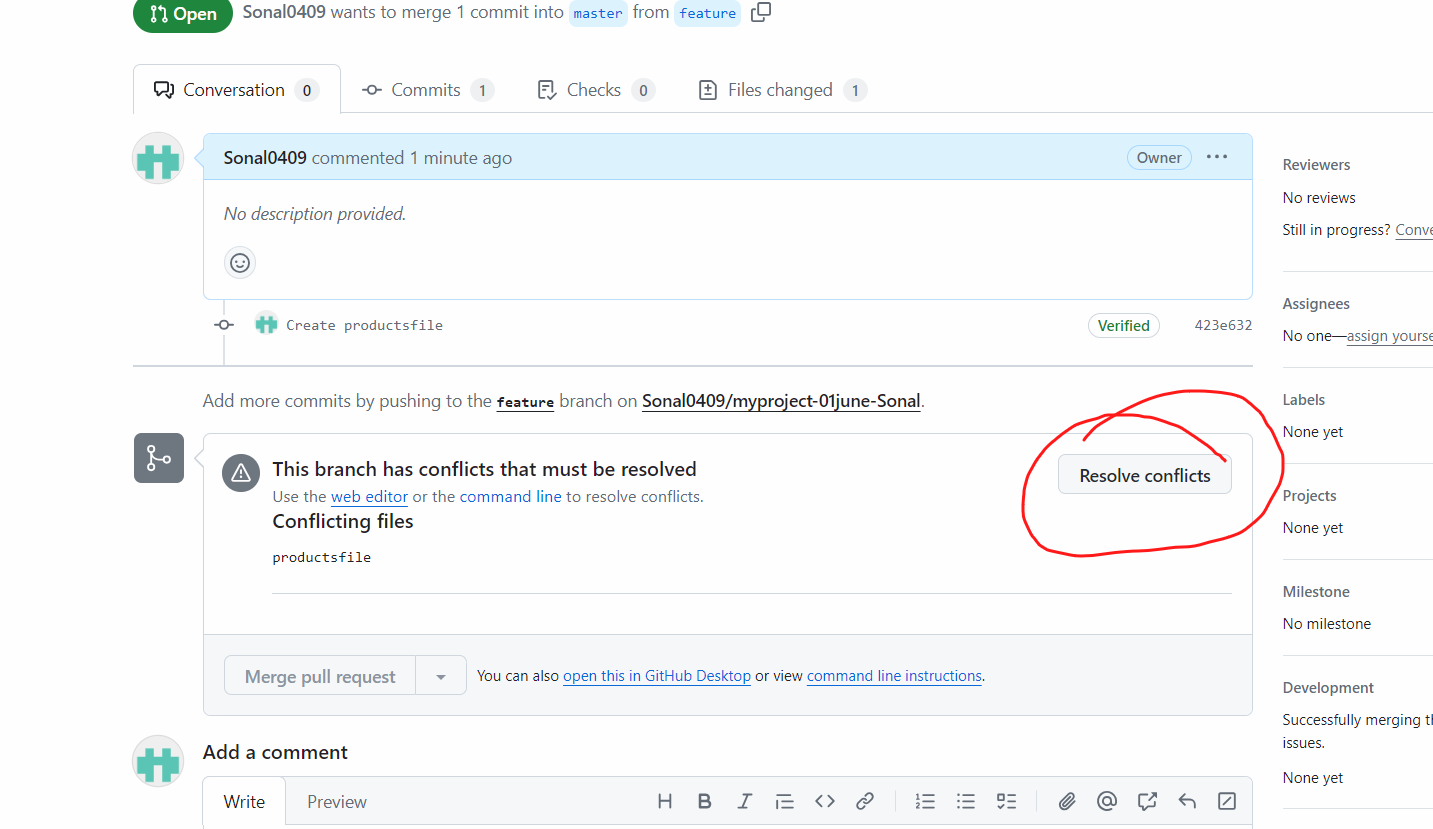 Open Sonal0409 wants to merge 1 commit into master from feature
Conversation 0 Commits 1 Checks 0 Files changed 1
Sonal0409 commented 1 minute ago Owner
No description provided.
Create productsfile Verified 423e632
Add more commits by pushing to the feature branch on Sonal0409/myproject-01june-Sonal.
This branch has conflicts that must be resolved
Use the web editor or the command line to resolve conflicts.
Resolve conflicts
Conflicting files
productsfile
Merge pull request You can also open this in GitHub Desktop or view command line instructions.
Add a comment
Write Preview
Reviewers
No reviews
Still in progress? Conve
Assignees
No one—assign yourse
Labels
None yet
Projects
None yet
Milestone
No milestone
Development
Successfully merging th
issues.
None yet